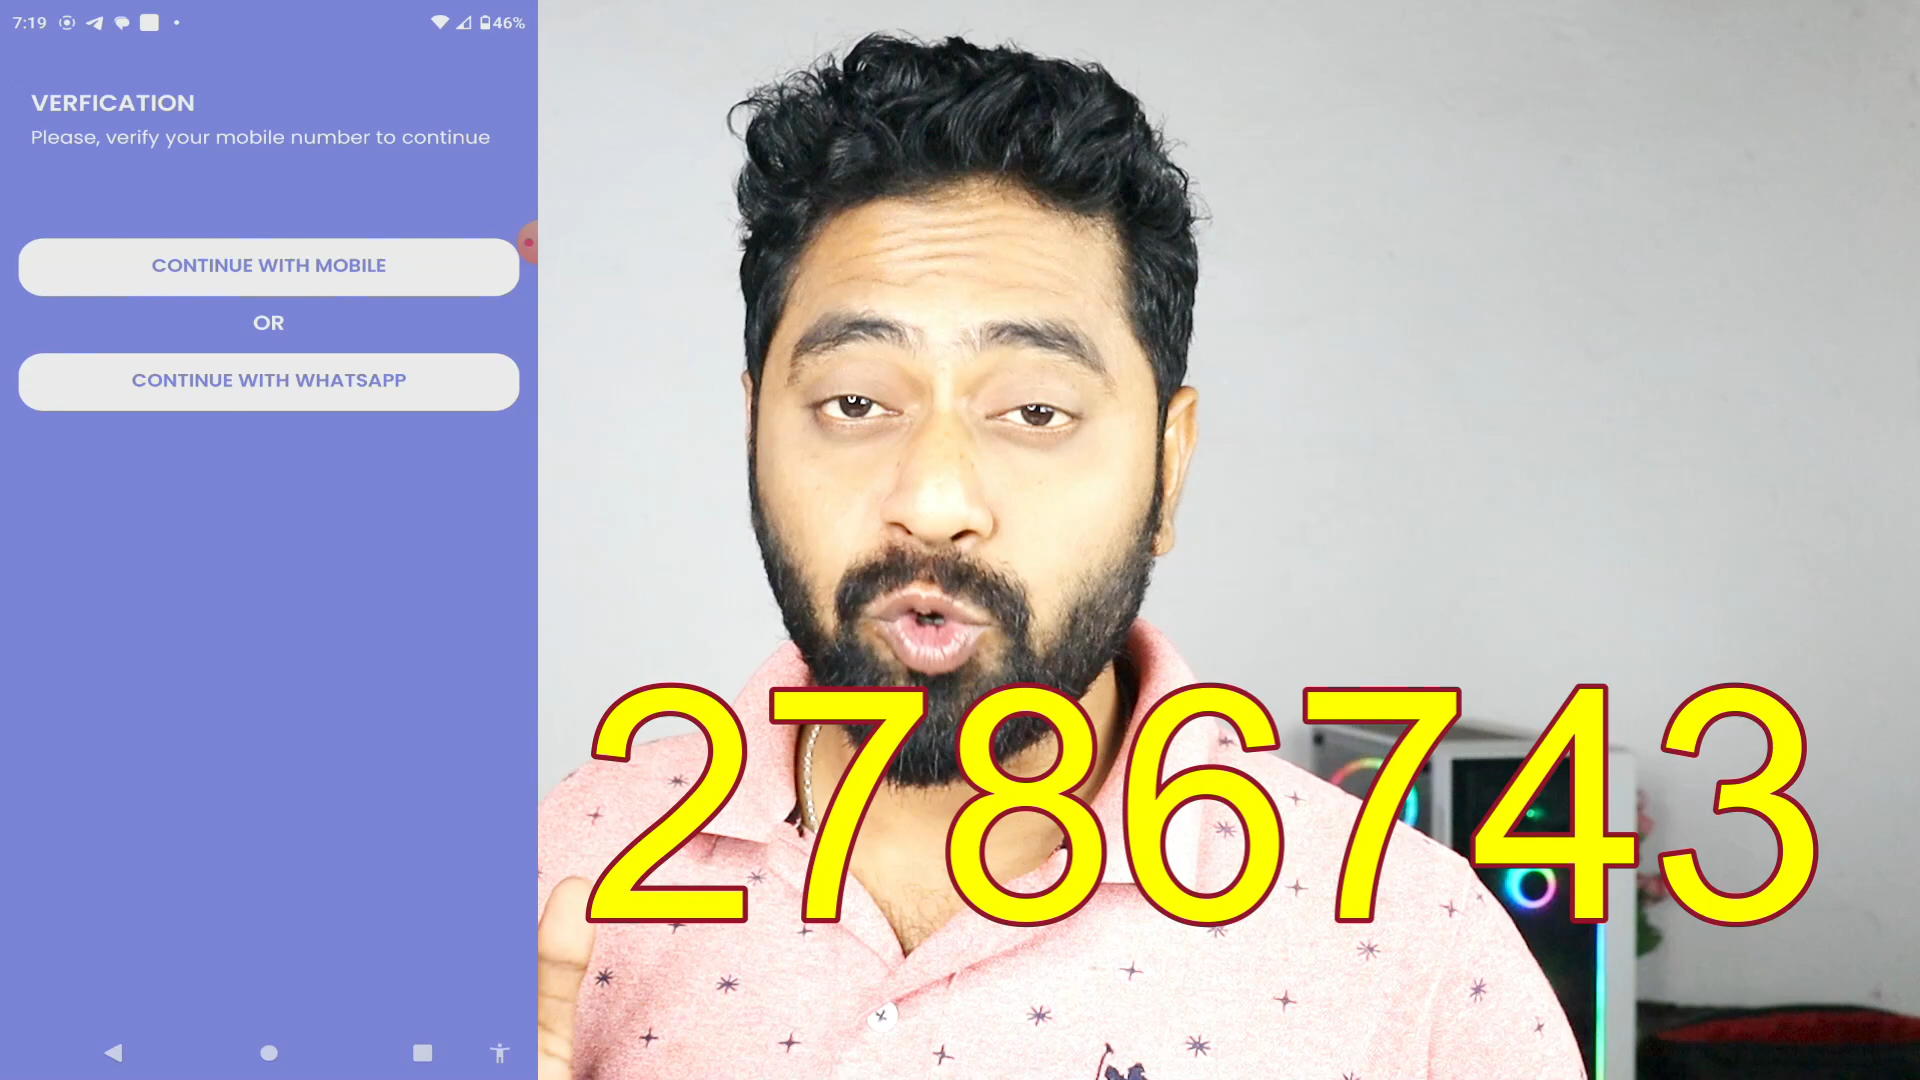 7:19
46%
VERFICATION
Please, verify your mobile number to continue
CONTINUE WITH MOBILE
OR
CONTINUE WITH WHATSAPP
2786743